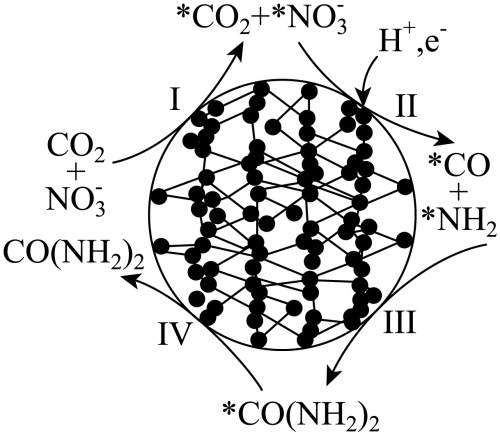 *CO₂+*NO₃⁻
H⁺,e⁻
I
II
CO₂
+
NO₃⁻
*CO
+
*NH₂
CO(NH₂)₂
IV
III
*CO(NH₂)₂